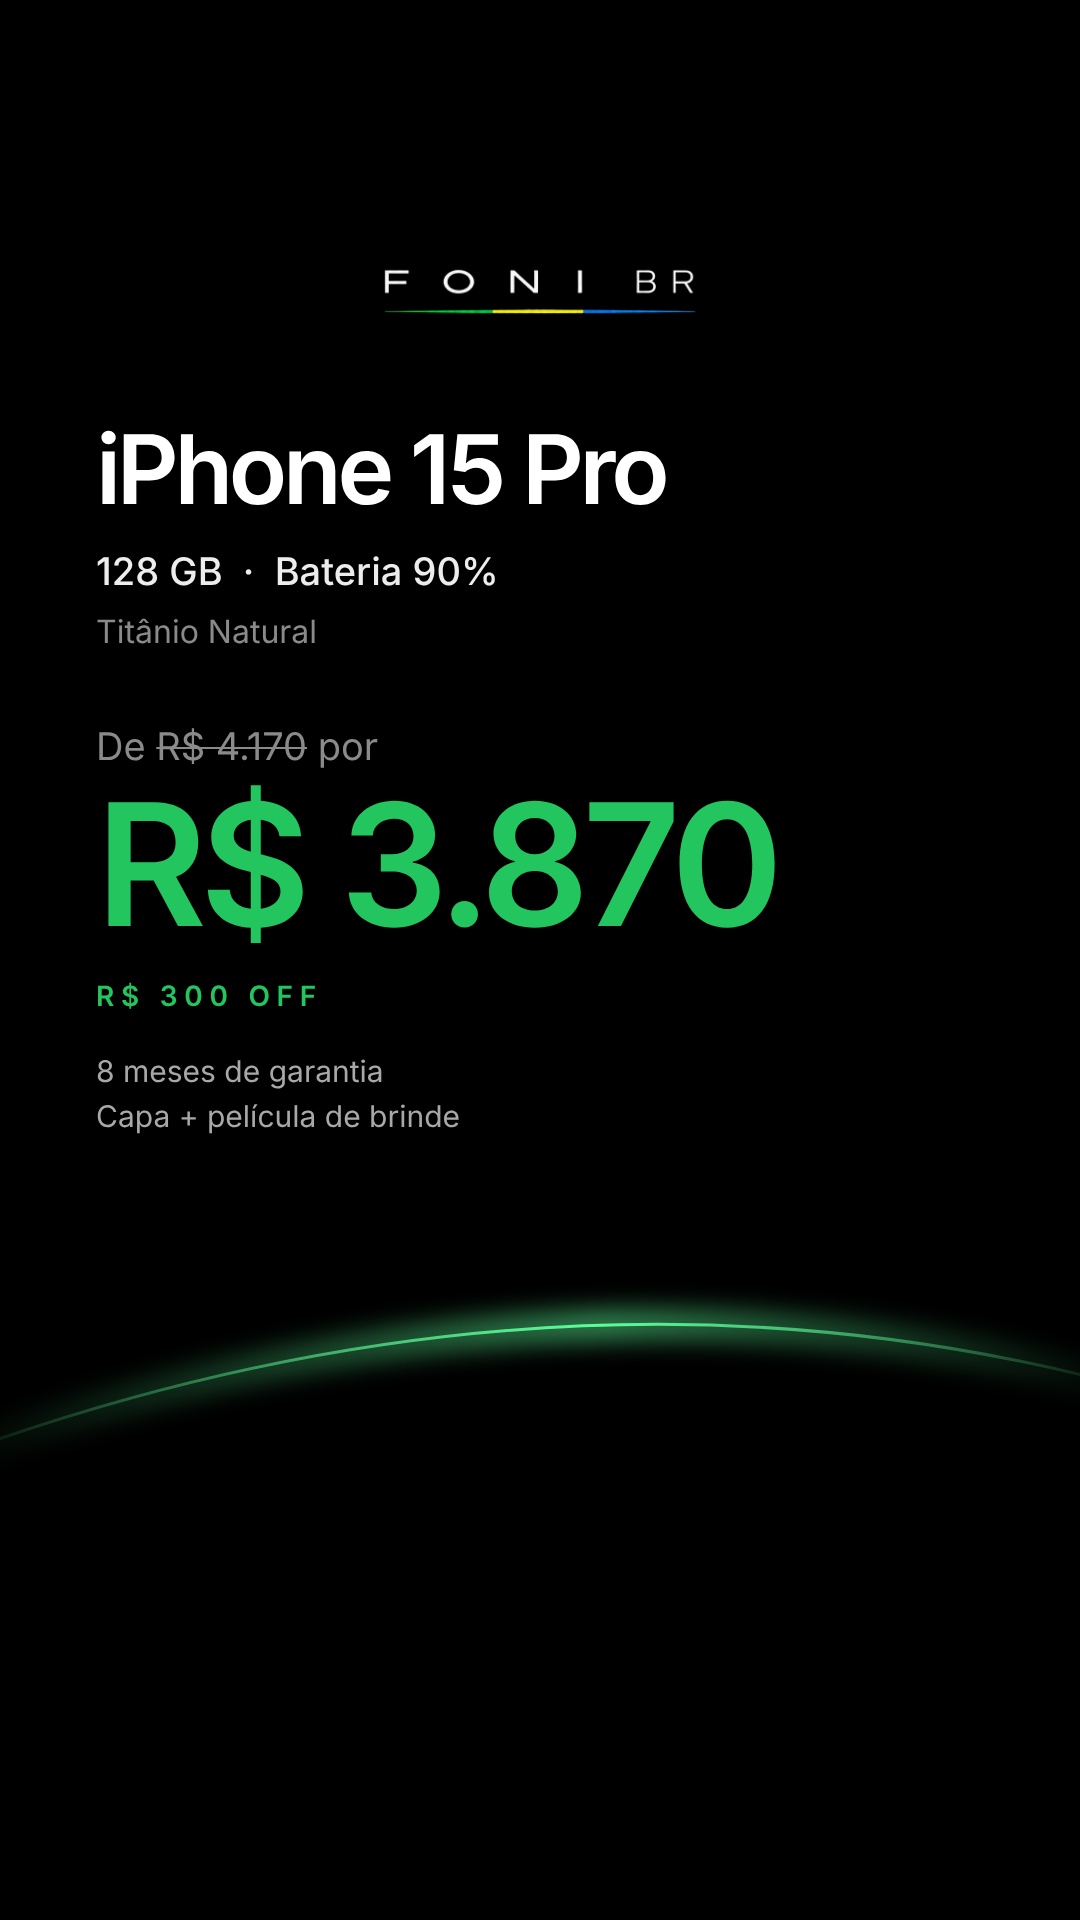 FONI BR
iPhone 15 Pro
128 GB · Bateria 90%
Titânio Natural
De R$ 4.170 por
R$ 3.870
R$ 300 OFF
8 meses de garantia
Capa + película de brinde